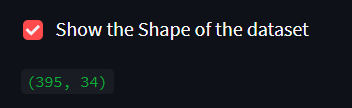 Show the Shape of the dataset
(395, 34)